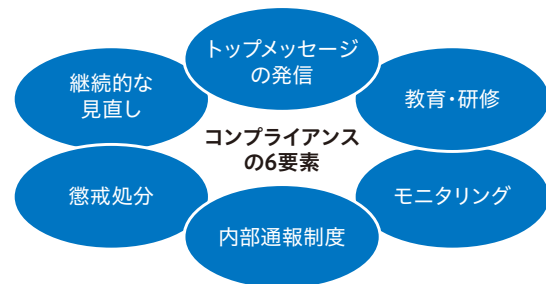 トップメッセージ
の発信
教育・研修
モニタリング
内部通報制度
懲戒処分
継続的な
見直し
コンプライアンス
の6要素